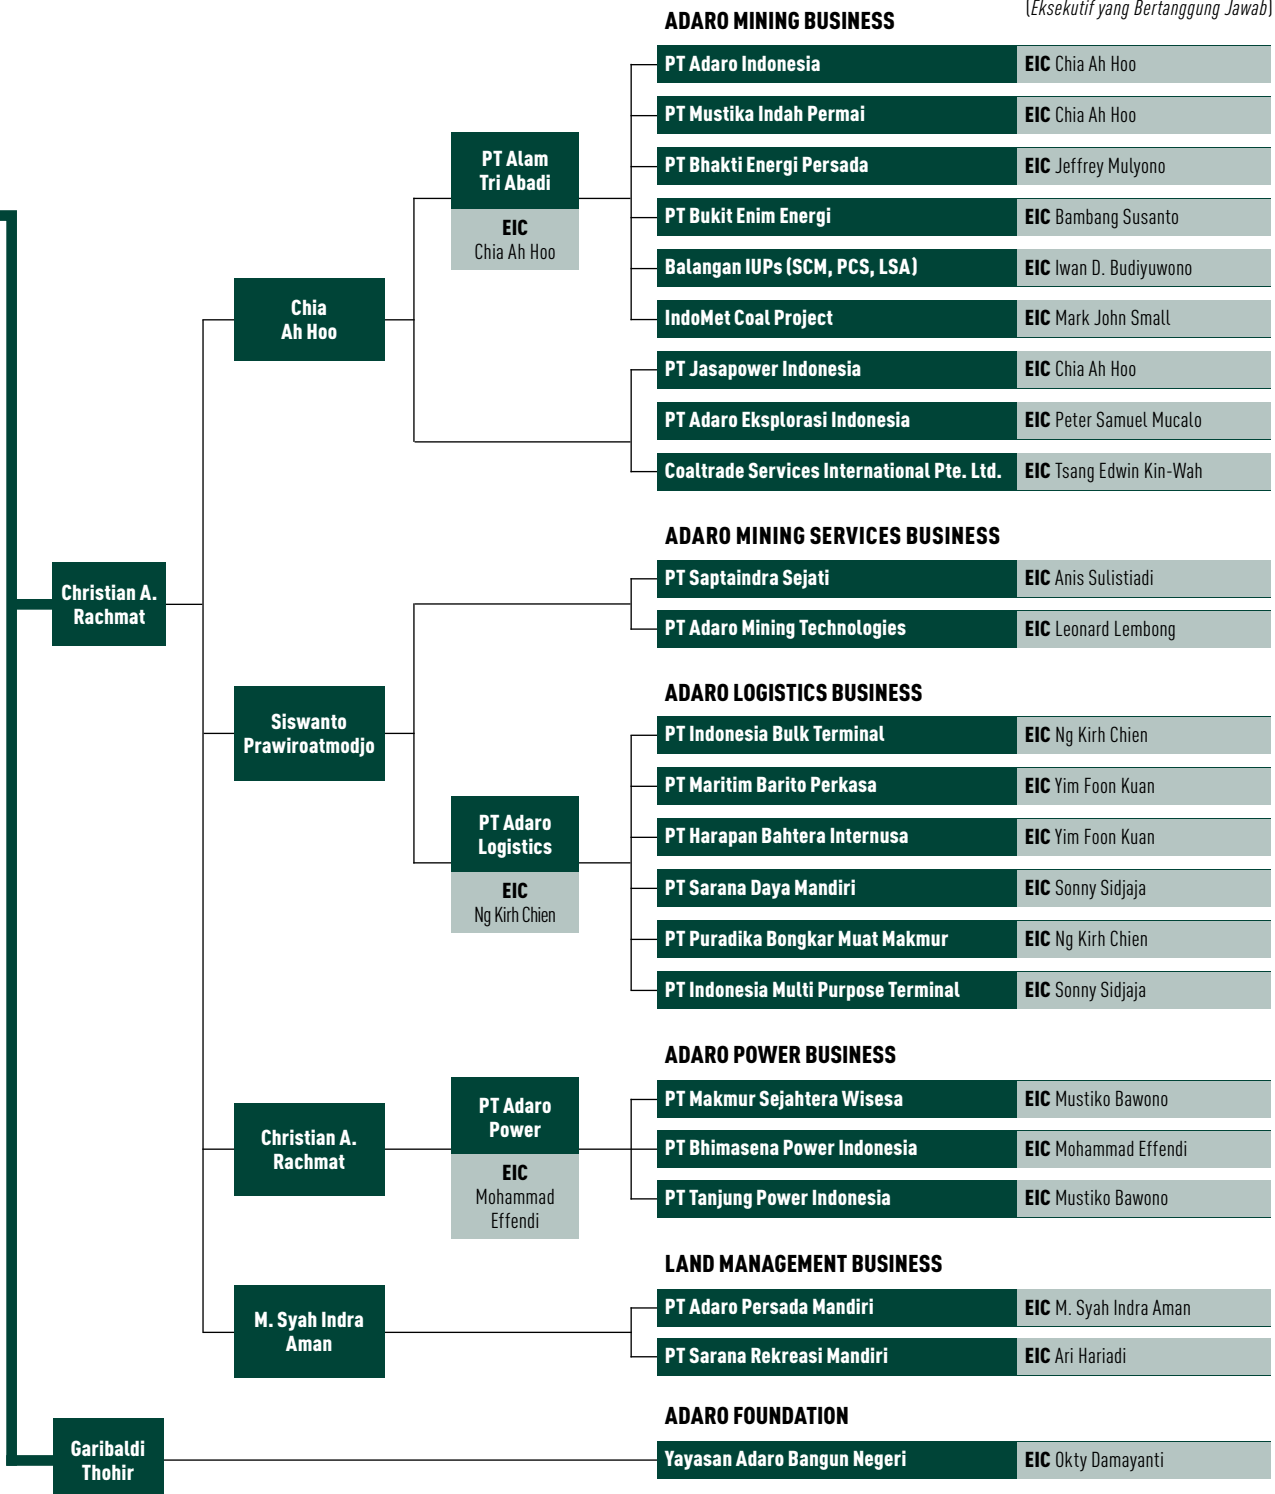 (Eksekutif yang Bertanggung Jawab)
ADARO MINING BUSINESS
PT Adaro Indonesia EIC Chia Ah Hoo
PT Mustika Indah Permai EIC Chia Ah Hoo
PT Bhakti Energi Persada EIC Jeffrey Mulyono
PT Bukit Enim Energi EIC Bambang Susanto
Balangan IUPs (SCM, PCS, LSA) EIC Iwan D. Budiyuwono
IndoMet Coal Project EIC Mark John Small
PT Jasapower Indonesia EIC Chia Ah Hoo
PT Adaro Eksplorasi Indonesia EIC Peter Samuel Mucalo
Coaltrade Services International Pte. Ltd. EIC Tsang Edwin Kin-Wah
PT Alam
Tri Abadi
EIC
Chia Ah Hoo
Chia
Ah Hoo
ADARO MINING SERVICES BUSINESS
PT Saptaindra Sejati EIC Anis Sulistiadi
PT Adaro Mining Technologies EIC Leonard Lembong
Christian A.
Rachmat
Siswanto
Prawiroatmodjo
ADARO LOGISTICS BUSINESS
PT Indonesia Bulk Terminal EIC Ng Kirh Chien
PT Maritim Barito Perkasa EIC Yim Foon Kuan
PT Harapan Bahtera Internusa EIC Yim Foon Kuan
PT Sarana Daya Mandiri EIC Sonny Sidjaja
PT Puradika Bongkar Muat Makmur EIC Ng Kirh Chien
PT Indonesia Multi Purpose Terminal EIC Sonny Sidjaja
PT Adaro
Logistics
EIC
Ng Kirh Chien
ADARO POWER BUSINESS
PT Makmur Sejahtera Wisesa EIC Mustiko Bawono
PT Bhimasena Power Indonesia EIC Mohammad Effendi
PT Tanjung Power Indonesia EIC Mustiko Bawono
PT Adaro
Power
EIC
Mohammad
Effendi
Christian A.
Rachmat
LAND MANAGEMENT BUSINESS
PT Adaro Persada Mandiri EIC M. Syah Indra Aman
PT Sarana Rekreasi Mandiri EIC Ari Hariadi
M. Syah Indra
Aman
ADARO FOUNDATION
Yayasan Adaro Bangun Negeri EIC Okty Damayanti
Garibaldi
Thohir